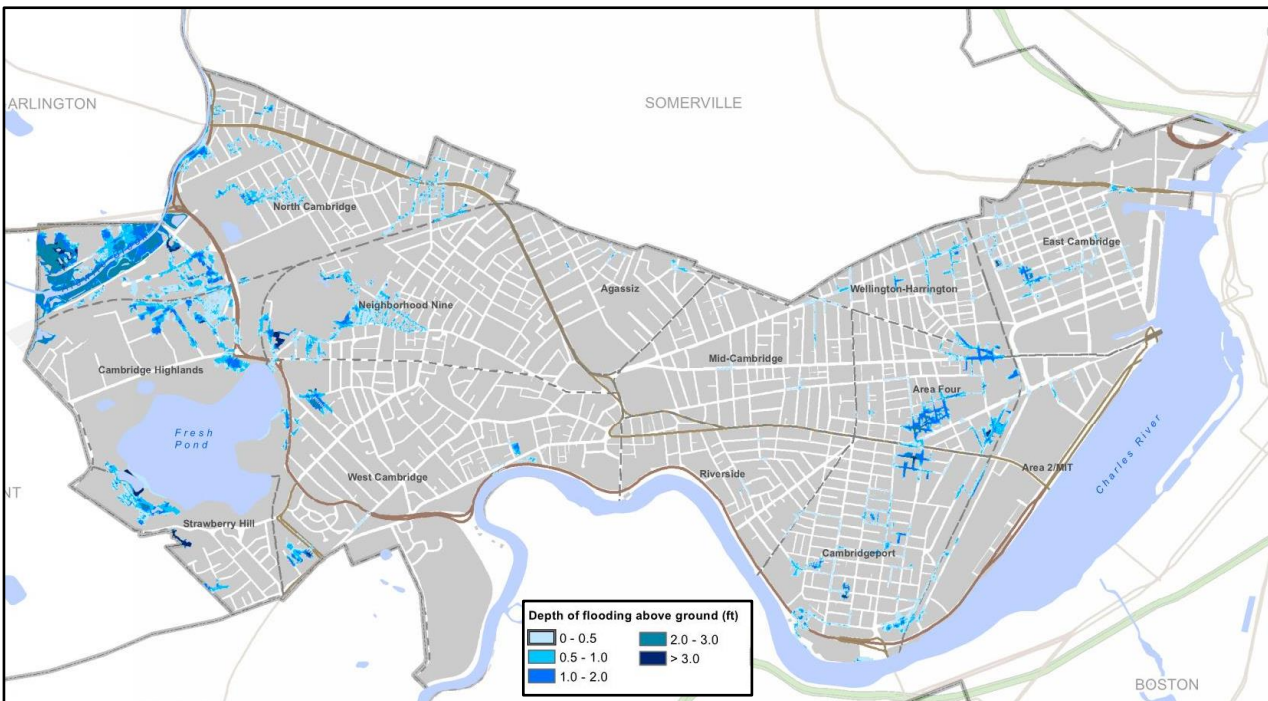 ARLINGTON
SOMERVILLE
North Cambridge
East Cambridge
Agassiz
Wellington-Harrington
Neighborhood Nine
Mid-Cambridge
Cambridge Highlands
Area Four
Fresh
Pond
Charles River
West Cambridge
Riverside
Area 2/MIT
NT
Strawberry Hill
Cambridgeport
Depth of flooding above ground (ft)
0 - 0.5
2.0 - 3.0
0.5 - 1.0
> 3.0
1.0 - 2.0
BOSTON